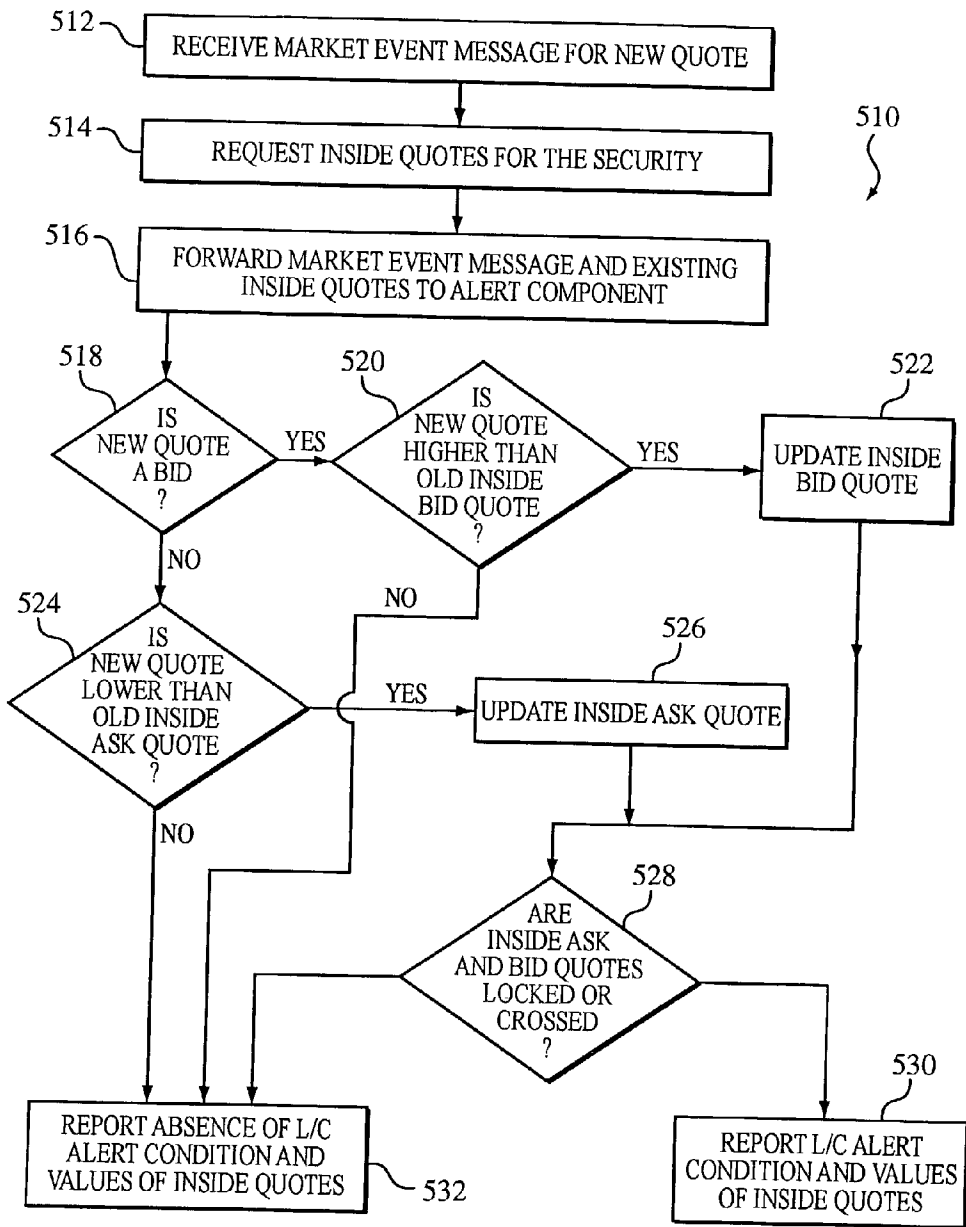 512
RECEIVE MARKET EVENT MESSAGE FOR NEW QUOTE
514
REQUEST INSIDE QUOTES FOR THE SECURITY
510
516
FORWARD MARKET EVENT MESSAGE AND EXISTING
INSIDE QUOTES TO ALERT COMPONENT
518
IS
NEW QUOTE
A BID
?
YES
NO
520
IS
NEW QUOTE
HIGHER THAN
OLD INSIDE
BID QUOTE
?
YES
NO
522
UPDATE INSIDE
BID QUOTE
524
IS
NEW QUOTE
LOWER THAN
OLD INSIDE
ASK QUOTE
?
YES
NO
526
UPDATE INSIDE ASK QUOTE
528
ARE
INSIDE ASK
AND BID QUOTES
LOCKED OR
CROSSED
?
530
REPORT L/C ALERT
CONDITION AND VALUES
OF INSIDE QUOTES
REPORT ABSENCE OF L/C
ALERT CONDITION AND
VALUES OF INSIDE QUOTES
532